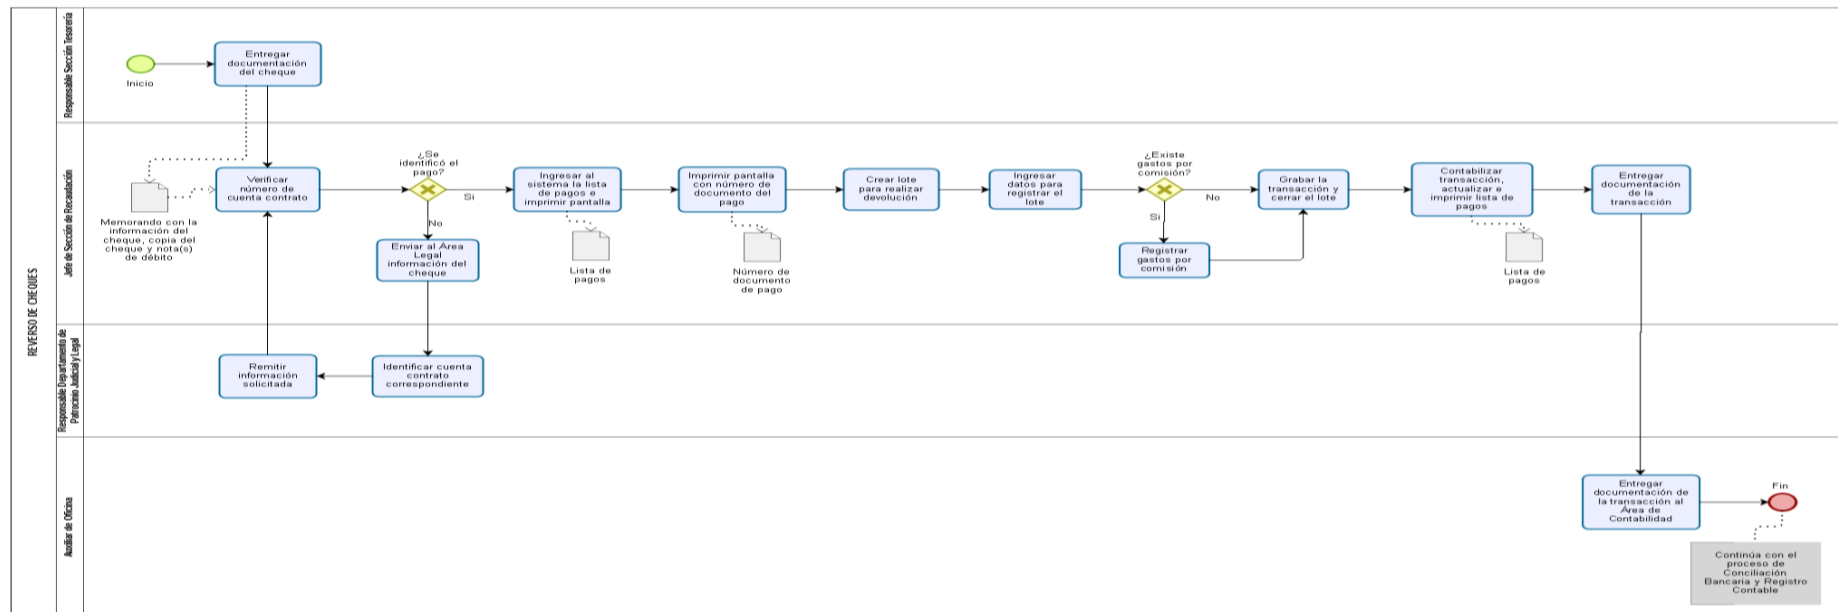 REVERSO DE CHEQUES
Responsable Sección Tesorería
Inicio
Entregar
documentación
del cheque
Jefe de Sección de Recaudación
Memorando con la
información del
cheque, copia del
cheque y nota(s)
de débito
Verificar
número de
cuenta contrato
¿Se
identificó el
pago?
Si
No
Enviar al Área
Legal
información del
cheque
Ingresar al
sistema la lista
de pagos e
imprimir pantalla
Lista de
pagos
Imprimir pantalla
con número de
documento del
pago
Número de
documento
de pago
Crear lote
para realizar
devolución
Ingresar
datos para
registrar el
lote
¿Existe
gastos por
comisión?
No
Si
Registrar
gastos por
comisión
Grabar la
transacción y
cerrar el lote
Contabilizar
transacción,
actualizar e
imprimir lista de
pagos
Lista de
pagos
Entregar
documentación
de la
transacción
Responsable Departamento de
Patrocinio Judicial y Legal
Remitir
información
solicitada
Identificar cuenta
contrato
correspondiente
Auxiliar de Oficina
Entregar
documentación de
la transacción al
Área de
Contabilidad
Fin
Continúa con el
proceso de
Conciliación
Bancaria y Registro
Contable